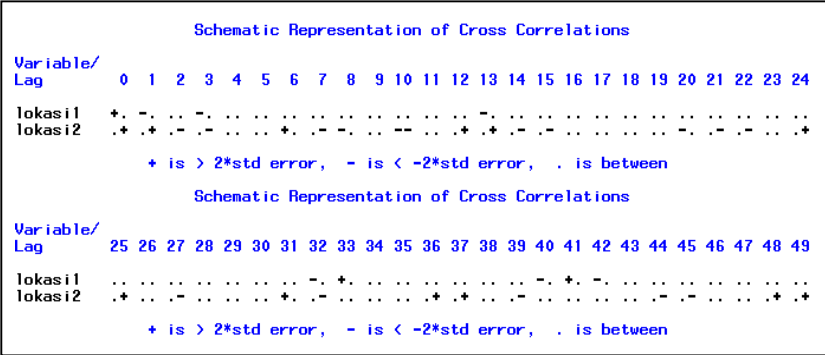 Schematic Representation of Cross Correlations
Variable/
Lag 0 1 2 3 4 5 6 7 8 9 10 11 12 13 14 15 16 17 18 19 20 21 22 23 24
lokasi1 +. -. .. -. .. .. .. .. .. .. .. .. .. -. .. .. .. .. .. .. .. .. .. .. ..
lokasi2 .+ .+ .- .- .. .. +. .- -. .. -- .. .+ .+ .- .- .. .. .. .. -. .- .- .. .+
+ is > 2*std error, - is < -2*std error, . is between
Schematic Representation of Cross Correlations
Variable/
Lag 25 26 27 28 29 30 31 32 33 34 35 36 37 38 39 40 41 42 43 44 45 46 47 48 49
lokasi1 .. .. .. .. .. .. .. -. +. .. .. .. .. .. .. -. +. -. .. .. .. .. .. .. ..
lokasi2 .+ .. .- .. .. .. +. .- .. .. .. .+ .+ .. .- .. .. .. .. .- .- .. .. .+ .+
+ is > 2*std error, - is < -2*std error, . is between